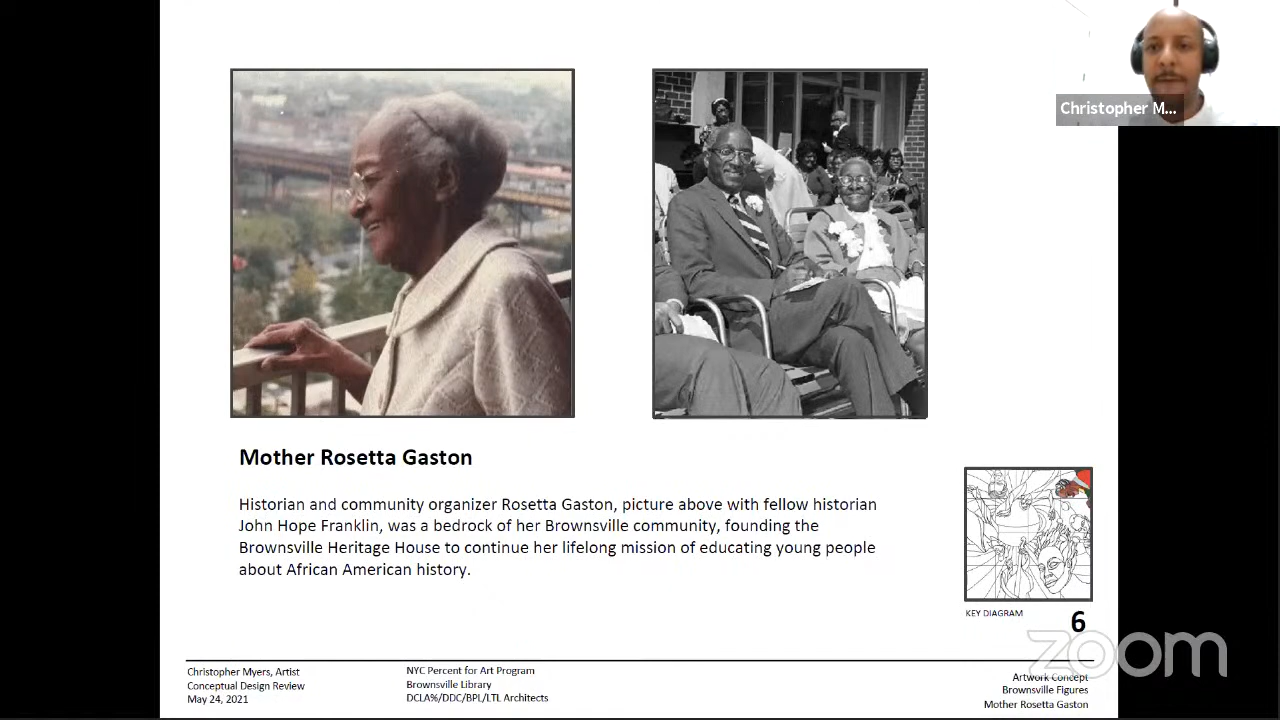 Christopher M...
Mother Rosetta Gaston
Historian and community organizer Rosetta Gaston, picture above with fellow historian
John Hope Franklin, was a bedrock of her Brownsville community, founding the
Brownsville Heritage House to continue her lifelong mission of educating young people
about African American history.
KEY DIAGRAM
6
zoom
Christopher Myers, Artist
Conceptual Design Review
May 24, 2021
NYC Percent for Art Program
Brownsville Library
DCLA%/DDC/BPL/LTL Architects
Artwork Concept
Brownsville Figures
Mother Rosetta Gaston